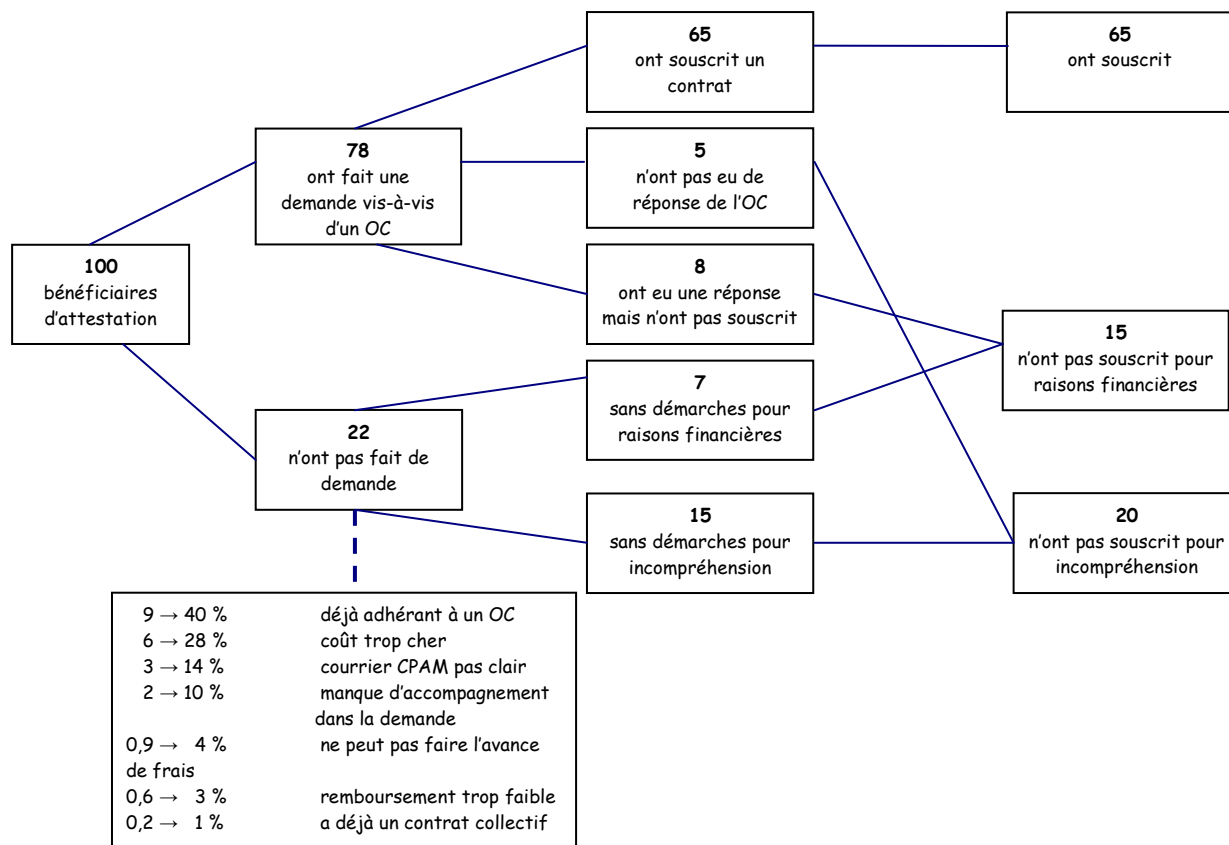 100
bénéficiaires
d'attestation
78
ont fait une
demande vis-à-vis
d'un OC
22
n'ont pas fait de
demande
65
ont souscrit un
contrat
5
n'ont pas eu de
réponse de l'OC
8
ont eu une réponse
mais n'ont pas souscrit
7
sans démarches pour
raisons financières
15
sans démarches pour
incompréhension
65
ont souscrit
15
n'ont pas souscrit pour
raisons financières
20
n'ont pas souscrit pour
incompréhension
9 → 40 % déjà adhérant à un OC
6 → 28 % coût trop cher
3 → 14 % courrier CPAM pas clair
2 → 10 % manque d'accompagnement
dans la demande
0,9 → 4 % ne peut pas faire l'avance
de frais
0,6 → 3 % remboursement trop faible
0,2 → 1 % a déjà un contrat collectif